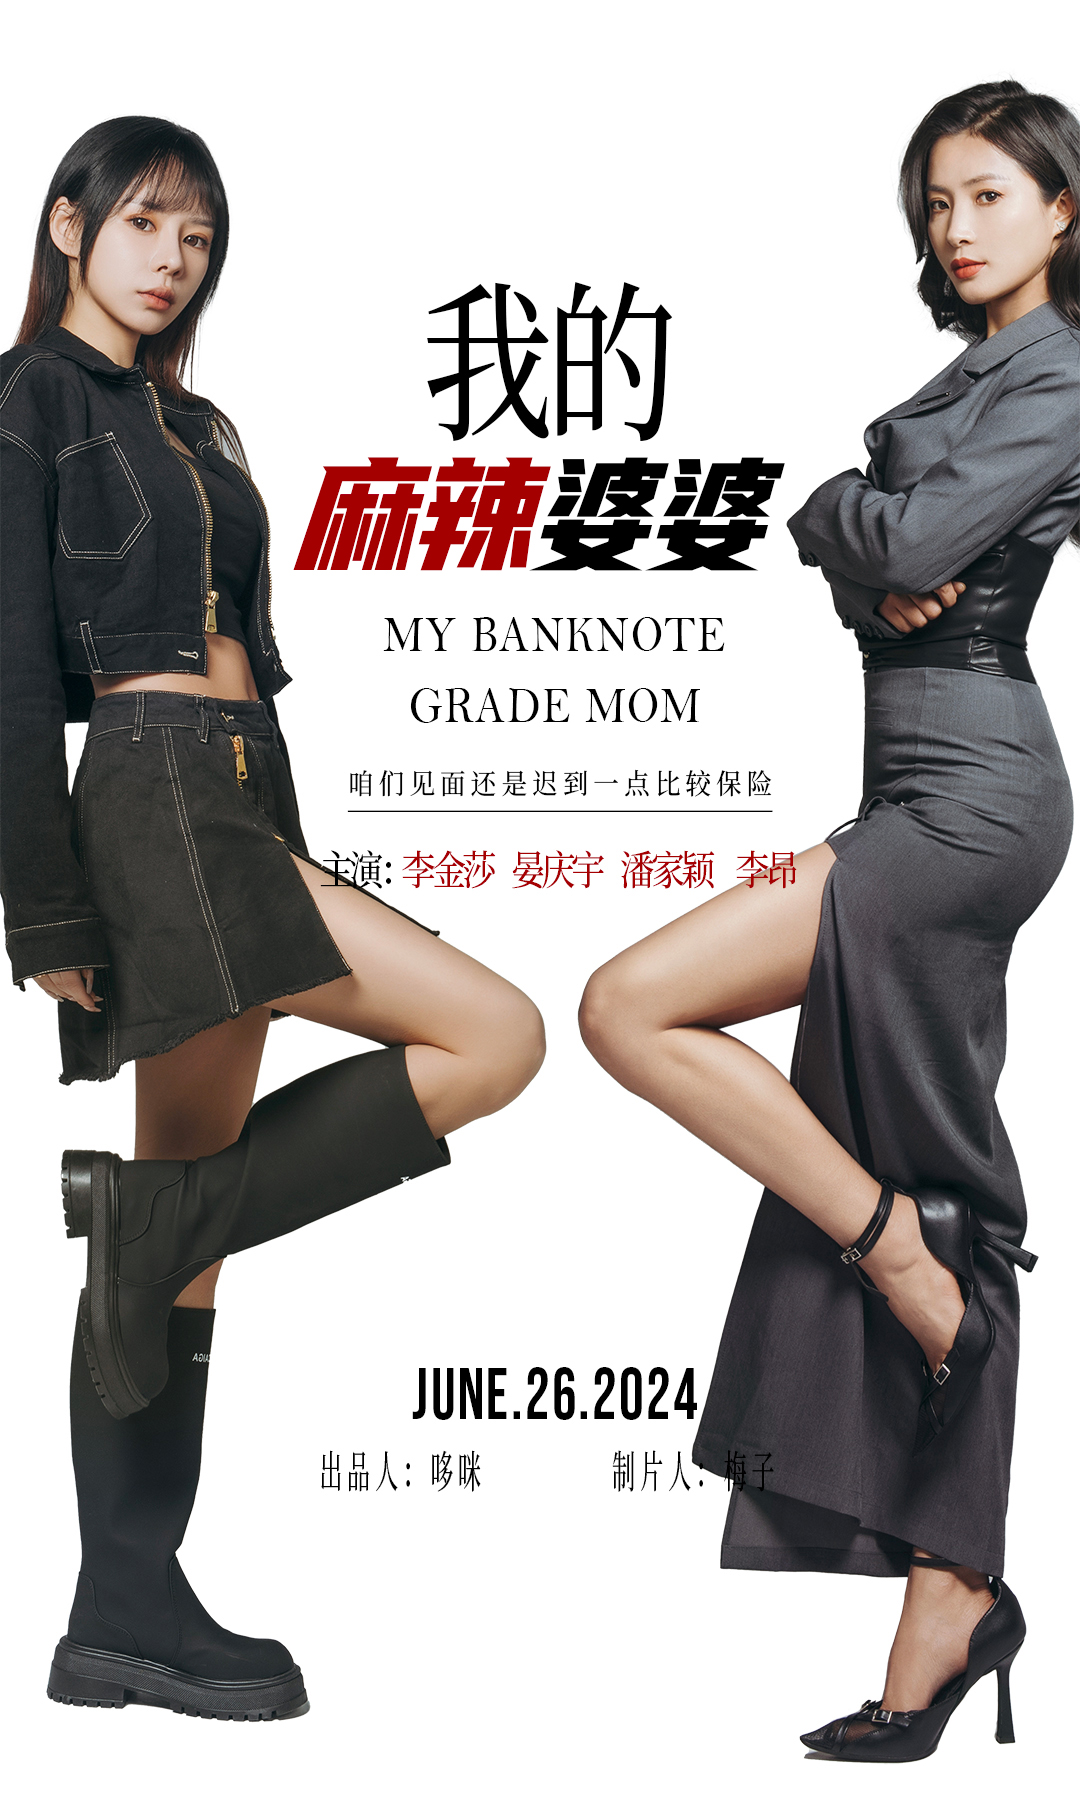 我的
麻辣婆婆
MY BANKNOTE
GRADE MOM
咱们见面还是迟到一点比较保险
主演：李金莎 晏庆宇 潘家颖 李昂
JUNE.26.2024
出品人：哆咪 制片人：梅子